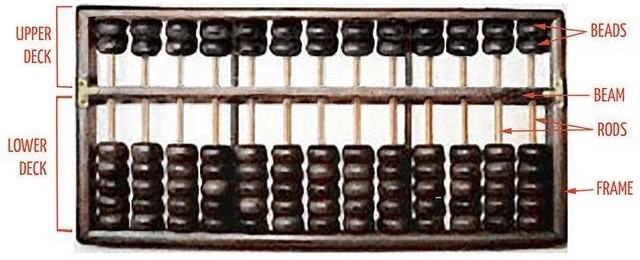 UPPER
DECK
BEADS
BEAM
RODS
LOWER
DECK
FRAME